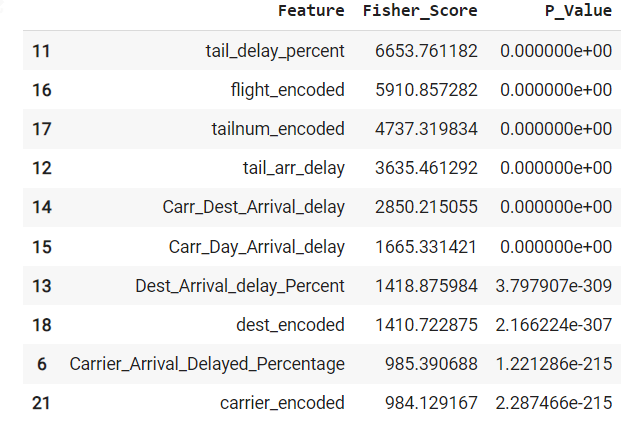 Feature Fisher_Score P_Value
11 tail_delay_percent 6653.761182 0.000000e+00
16 flight_encoded 5910.857282 0.000000e+00
17 tailnum_encoded 4737.319834 0.000000e+00
12 tail_arr_delay 3635.461292 0.000000e+00
14 Carr_Dest_Arrival_delay 2850.215055 0.000000e+00
15 Carr_Day_Arrival_delay 1665.331421 0.000000e+00
13 Dest_Arrival_delay_Percent 1418.875984 3.797907e-309
18 dest_encoded 1410.722875 2.166224e-307
6 Carrier_Arrival_Delayed_Percentage 985.390688 1.221286e-215
21 carrier_encoded 984.129167 2.287466e-215